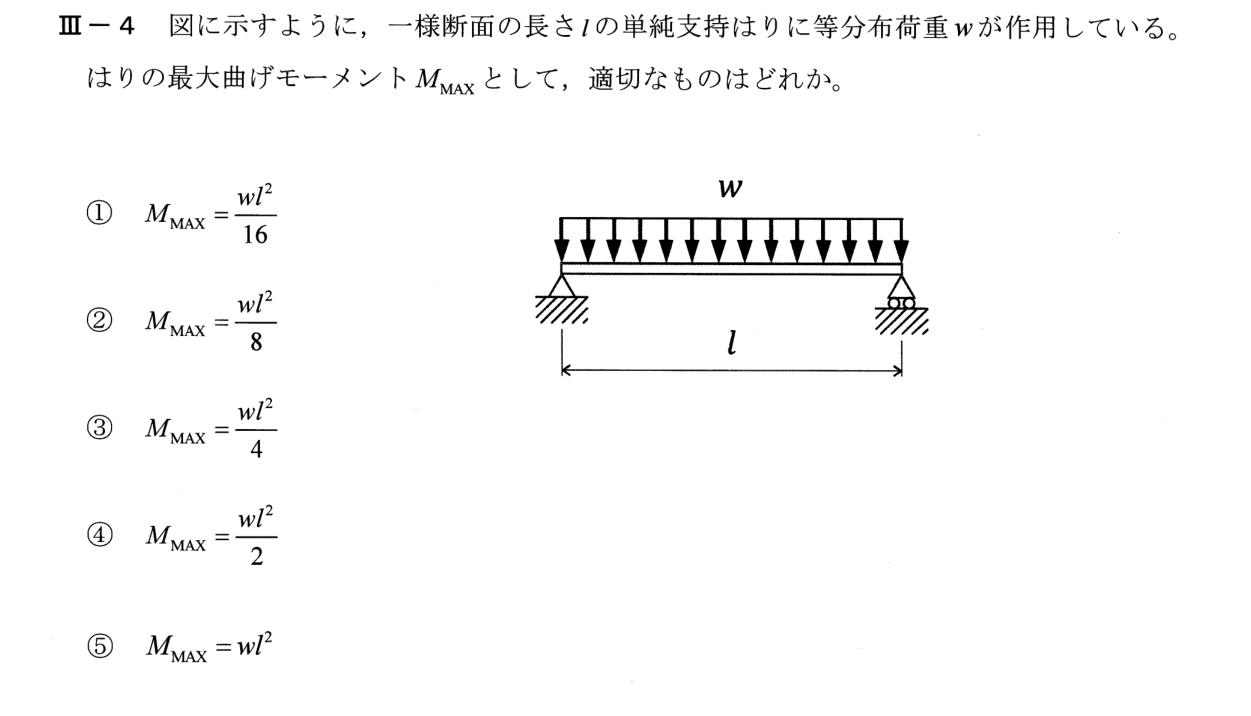 Ⅲ－4　図に示すように，一様断面の長さlの単純支持はりに等分布荷重wが作用している。
はりの最大曲げモーメントM_MAXとして，適切なものはどれか。
① M_MAX = wl²/16
② M_MAX = wl²/8
③ M_MAX = wl²/4
④ M_MAX = wl²/2
⑤ M_MAX = wl²
w
l